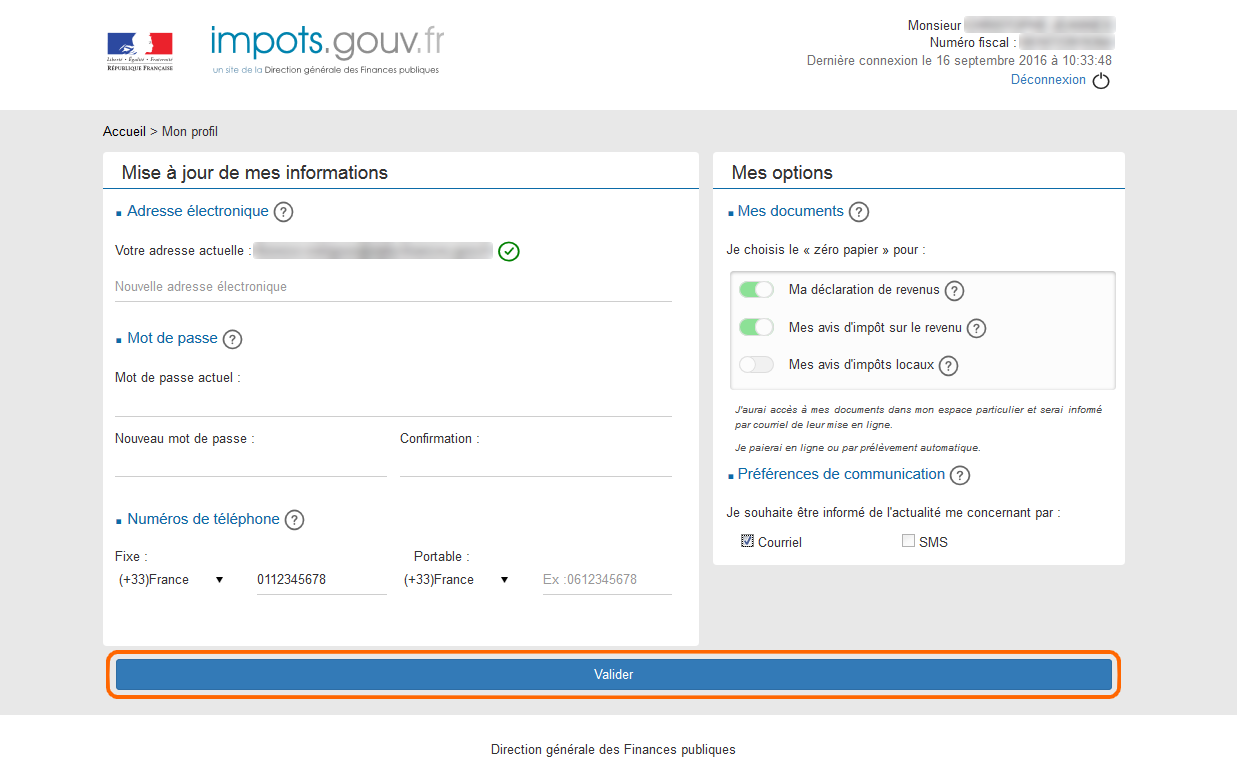 Liberté • Égalité • Fraternité
RÉPUBLIQUE FRANÇAISE
impots.gouv.fr
un site de la Direction générale des Finances publiques
Monsieur
Numéro fiscal :
Dernière connexion le 16 septembre 2016 à 10:33:48
Déconnexion
Accueil > Mon profil
Mise à jour de mes informations
Adresse électronique ?
Votre adresse actuelle :
Nouvelle adresse électronique
Mot de passe ?
Mot de passe actuel :
Nouveau mot de passe : Confirmation :
Numéros de téléphone ?
Fixe : Portable :
(+33)France 0112345678 (+33)France Ex :0612345678
Mes options
Mes documents ?
Je choisis le « zéro papier » pour :
Ma déclaration de revenus ?
Mes avis d'impôt sur le revenu ?
Mes avis d'impôts locaux ?
J'aurai accès à mes documents dans mon espace particulier et serai informé
par courriel de leur mise en ligne.
Je paierai en ligne ou par prélèvement automatique.
Préférences de communication ?
Je souhaite être informé de l'actualité me concernant par :
Courriel SMS
Valider
Direction générale des Finances publiques